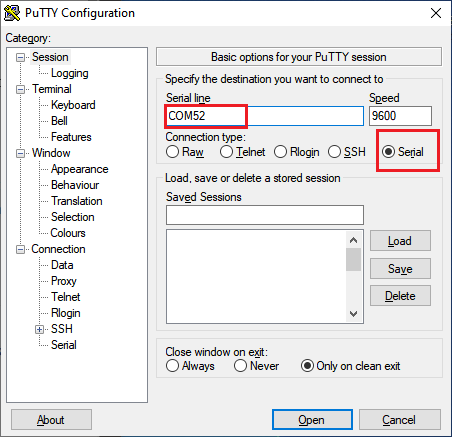 PuTTY Configuration
Category:
Session
Logging
Terminal
Keyboard
Bell
Features
Window
Appearance
Behaviour
Translation
Selection
Colours
Connection
Data
Proxy
Telnet
Rlogin
SSH
Serial
Basic options for your PuTTY session
Specify the destination you want to connect to
Serial line Speed
COM52 9600
Connection type:
Raw Telnet Rlogin SSH Serial
Load, save or delete a stored session
Saved Sessions
Load
Save
Delete
Close window on exit:
Always Never Only on clean exit
About Open Cancel